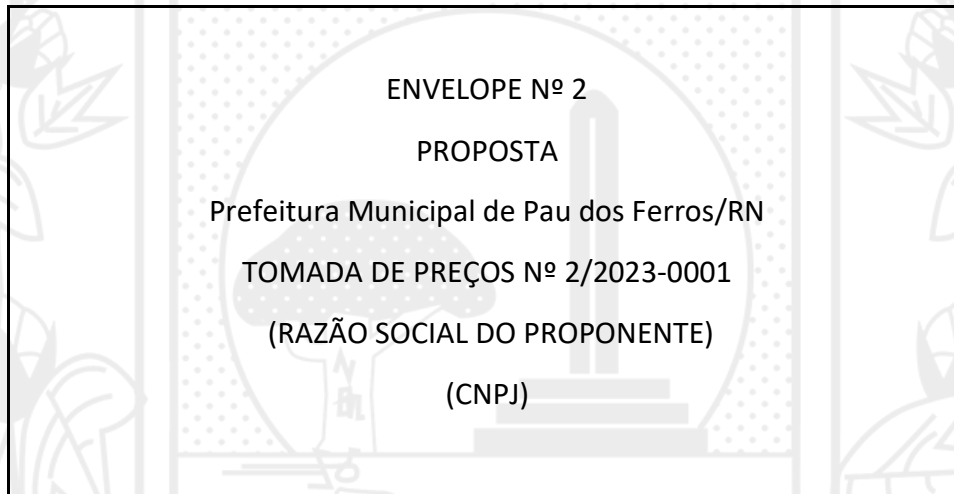 ENVELOPE Nº 2
PROPOSTA
Prefeitura Municipal de Pau dos Ferros/RN
TOMADA DE PREÇOS Nº 2/2023-0001
(RAZÃO SOCIAL DO PROPONENTE)
(CNPJ)